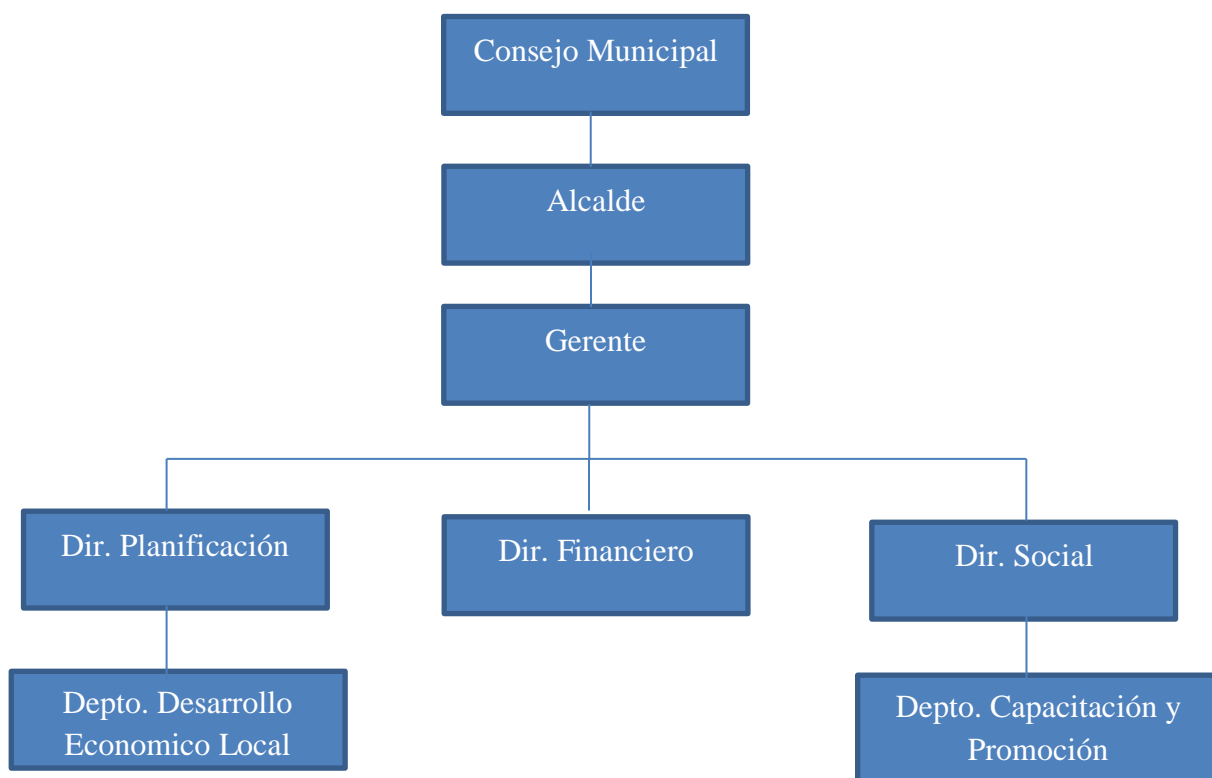 Consejo Municipal
Alcalde
Gerente
Dir. Planificación
Dir. Financiero
Dir. Social
Depto. Desarrollo
Economico Local
Depto. Capacitación y
Promoción